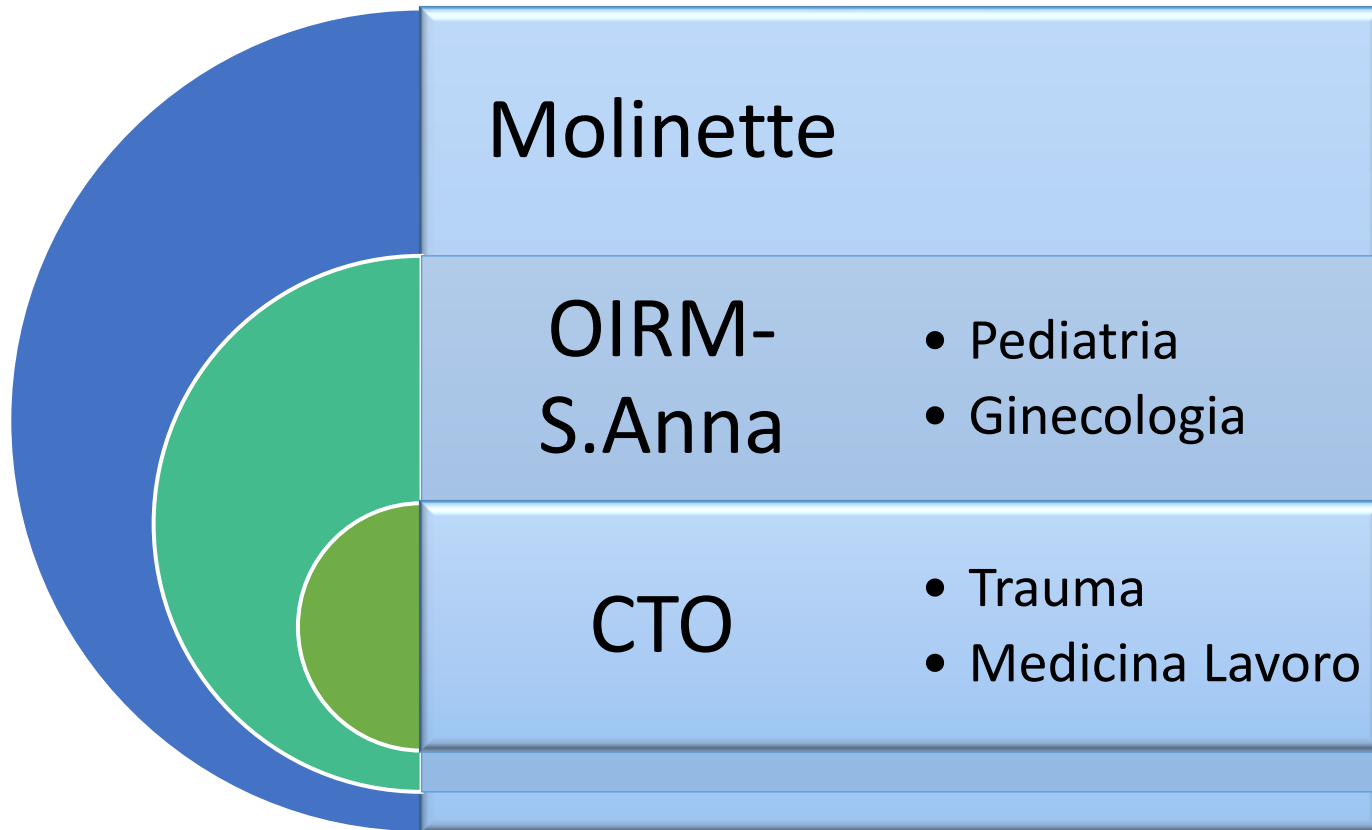 Molinette
OIRM-
S.Anna
• Pediatria
• Ginecologia
CTO
• Trauma
• Medicina Lavoro